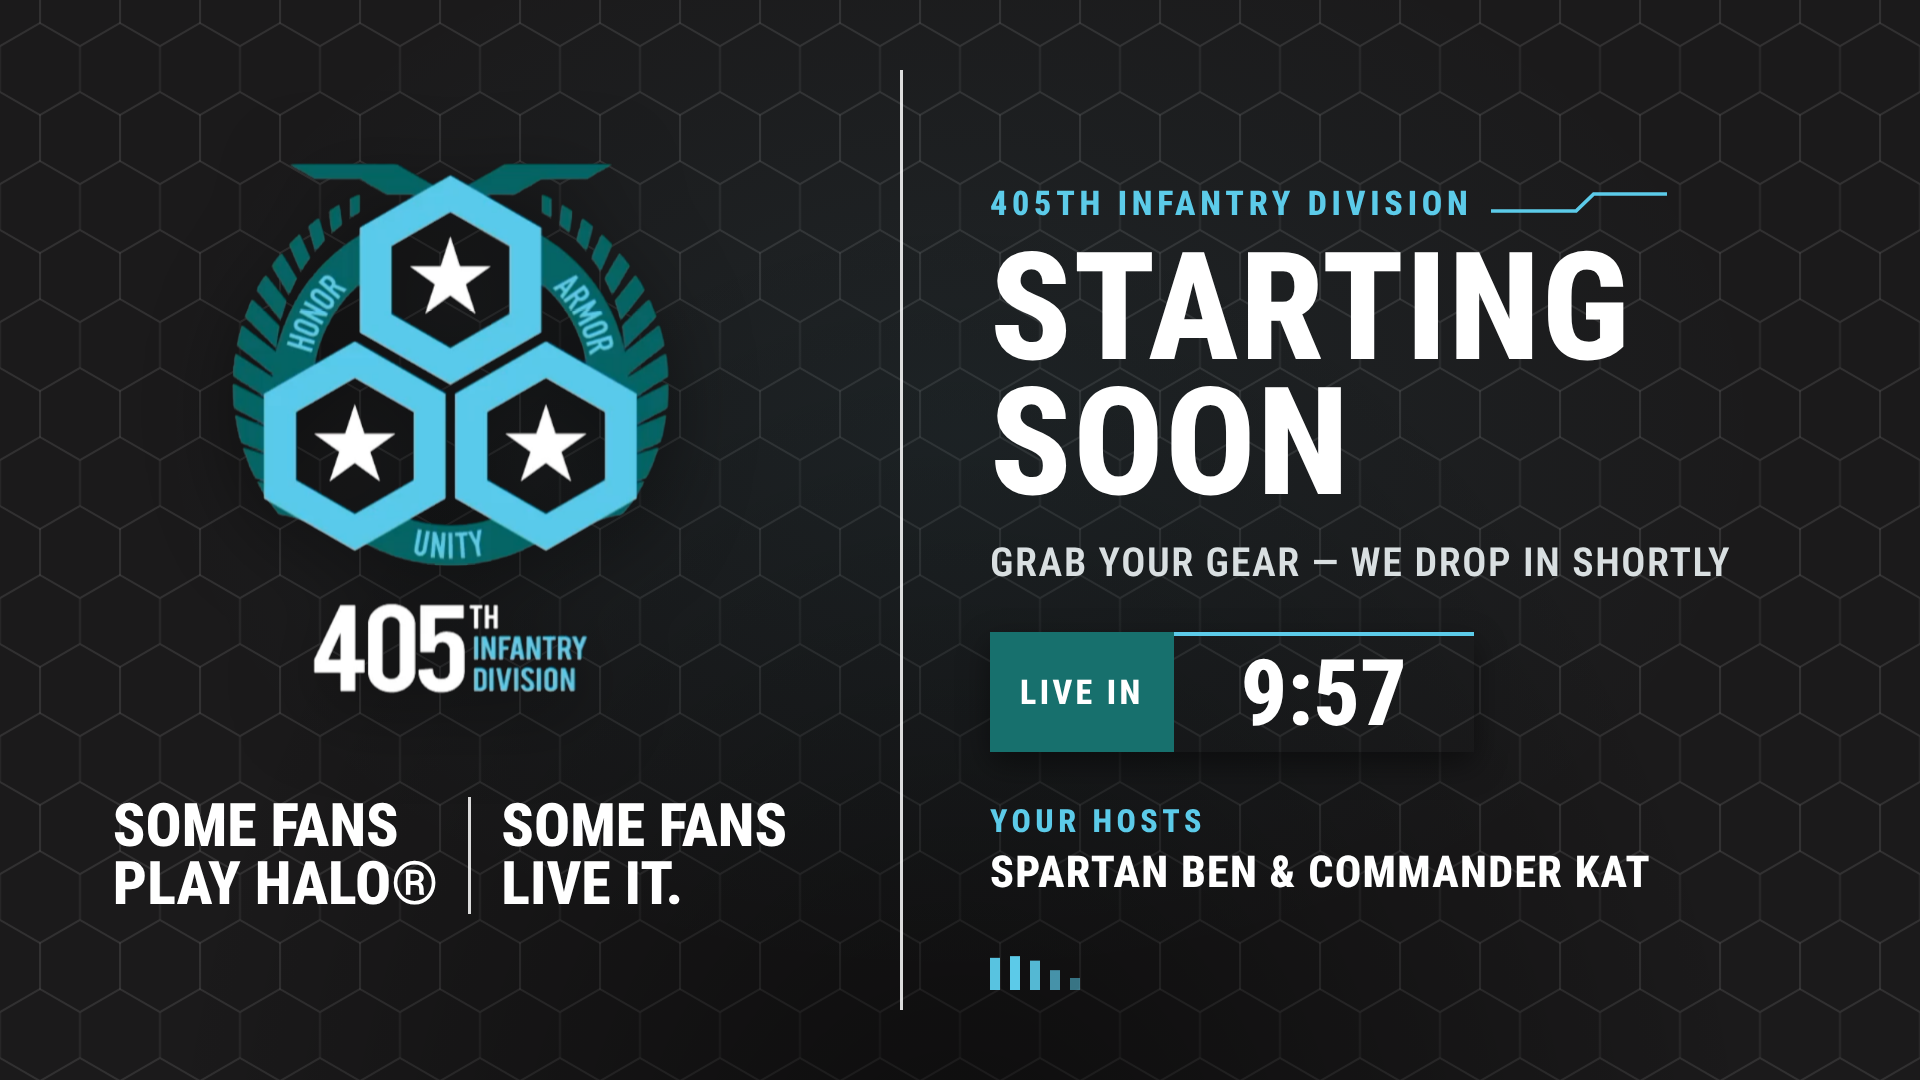 HONOR
ARMOR
UNITY
405TH
INFANTRY
DIVISION
SOME FANS
PLAY HALO®
SOME FANS
LIVE IT.
405TH INFANTRY DIVISION
STARTING
SOON
GRAB YOUR GEAR — WE DROP IN SHORTLY
LIVE IN
9:57
YOUR HOSTS
SPARTAN BEN & COMMANDER KAT